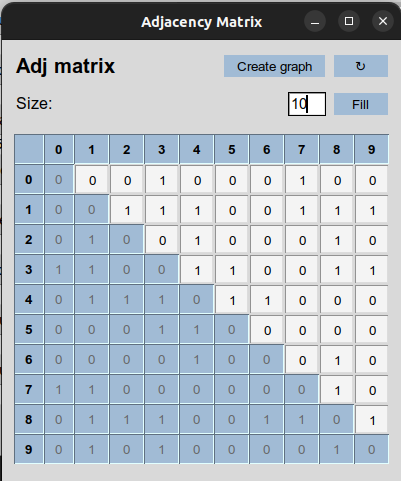 Adjacency Matrix
Adj matrix Create graph ↻
Size: 10 Fill
0 1 2 3 4 5 6 7 8 9
0 0 0 0 1 0 0 0 1 0 0
1 0 0 1 1 1 0 0 1 1 1
2 0 1 0 0 1 0 0 0 1 0
3 1 1 0 0 1 1 0 0 1 1
4 0 1 1 1 0 1 1 0 0 0
5 0 0 0 1 1 0 0 0 0 0
6 0 0 0 0 1 0 0 0 1 0
7 1 1 0 0 0 0 0 0 1 0
8 0 1 1 1 0 0 1 1 0 1
9 0 1 0 1 0 0 0 0 1 0